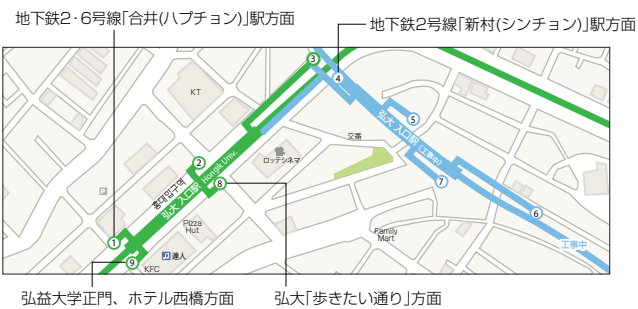 地下鉄2・6号線「合井(ハプチョン)」駅方面
地下鉄2号線「新村(シンチョン)」駅方面
3
4
KT
5
弘大 入口駅 (工事中)
交番
ロッテシネマ
2
7
홍대입구역
弘大 入口駅 Hongik Univ.
8
6
Pizza
Hut
Family
Mart
1
工事中
P
達人
9
KFC
弘益大学正門、ホテル西橋方面
弘大「歩きたい通り」方面